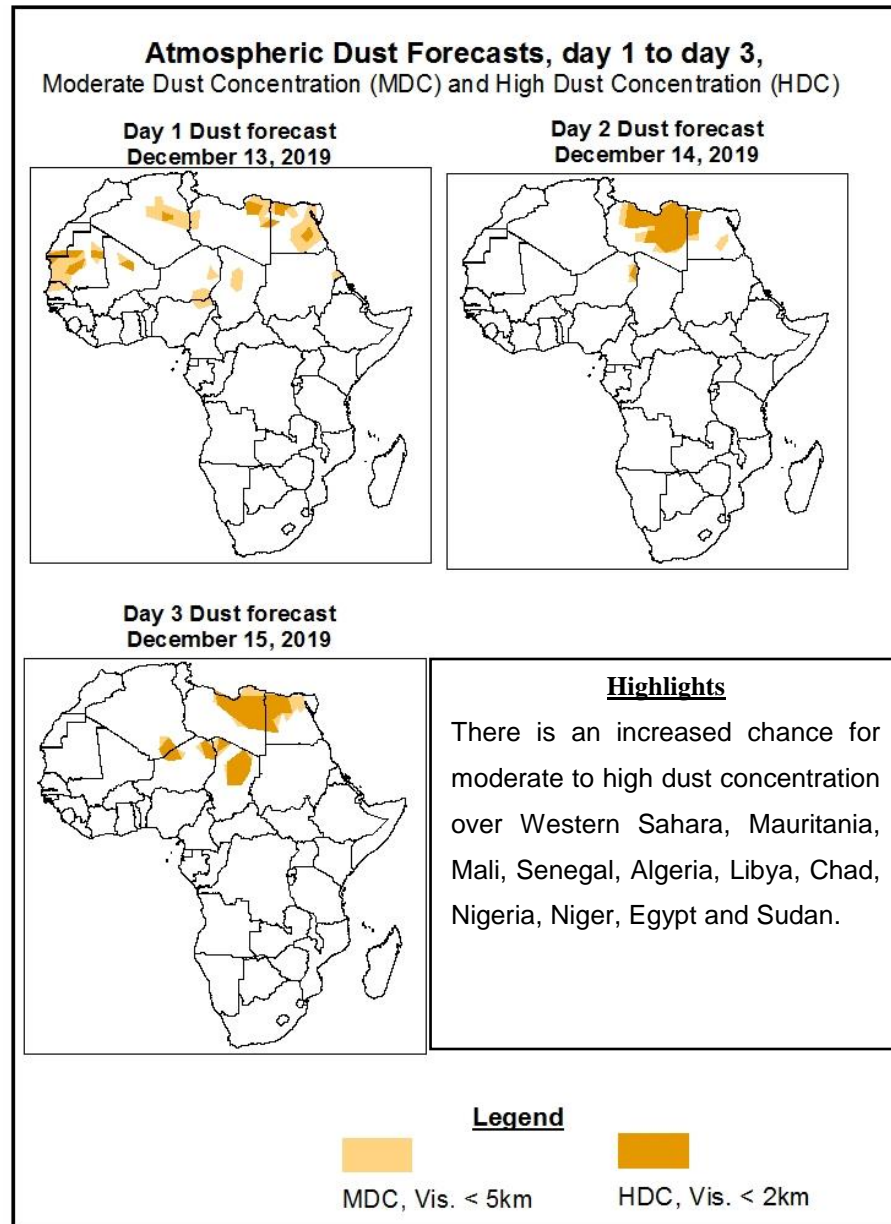 Atmospheric Dust Forecasts, day 1 to day 3,
Moderate Dust Concentration (MDC) and High Dust Concentration (HDC)
Day 1 Dust forecast
December 13, 2019
Day 2 Dust forecast
December 14, 2019
Day 3 Dust forecast
December 15, 2019
Highlights
There is an increased chance for
moderate to high dust concentration
over Western Sahara, Mauritania,
Mali, Senegal, Algeria, Libya, Chad,
Nigeria, Niger, Egypt and Sudan.
Legend
MDC, Vis. < 5km
HDC, Vis. < 2km